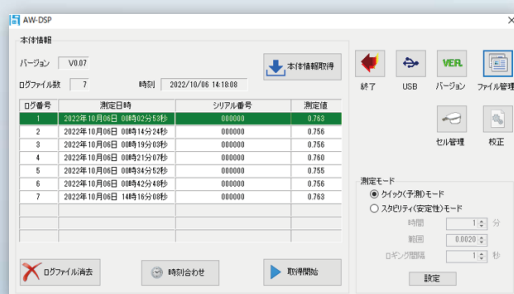 AW-DSP
本体情報
バージョン V0.07
本体情報取得
ログファイル数 7 時刻 2022/10/06 14:18:08
終了 USB バージョン ファイル管理
ログ番号 測定日時 シリアル番号 測定値
1 2022年10月06日 00時02分53秒 000000 0.763
2 2022年10月06日 00時14分24秒 000000 0.756
3 2022年10月06日 00時19分03秒 000000 0.756
4 2022年10月06日 00時21分07秒 000000 0.760
5 2022年10月06日 00時34分52秒 000000 0.755
6 2022年10月06日 00時42分48秒 000000 0.756
7 2022年10月06日 14時16分08秒 000000 0.763
VER.
セル管理 校正
測定モード
クイック(予測)モード
スタビリティ(安定性)モード
時間 1 分
範囲 0.0020
ロギング間隔 1 秒
設定
ログファイル消去 時刻合わせ 取得開始